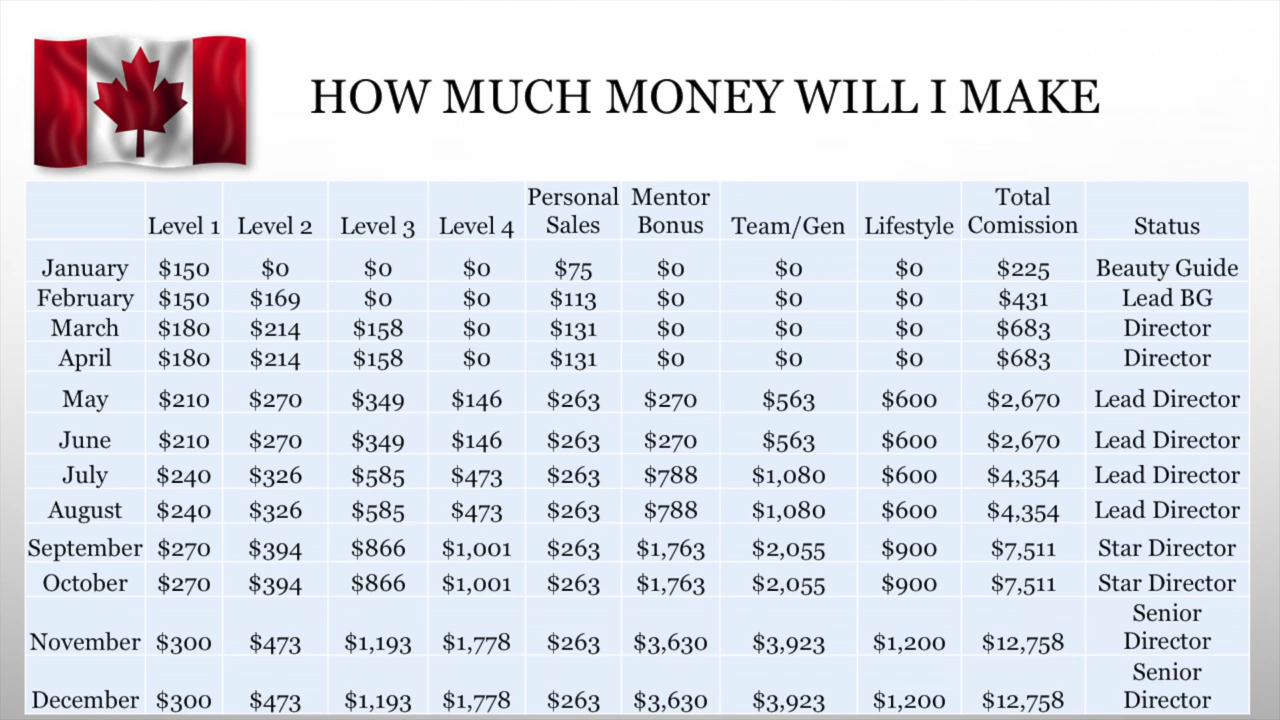 HOW MUCH MONEY WILL I MAKE
Level 1 Level 2 Level 3 Level 4 Personal Sales Mentor Bonus Team/Gen Lifestyle Total Comission Status
January $150 $0 $0 $0 $75 $0 $0 $0 $225 Beauty Guide
February $150 $169 $0 $0 $113 $0 $0 $0 $431 Lead BG
March $180 $214 $158 $0 $131 $0 $0 $0 $683 Director
April $180 $214 $158 $0 $131 $0 $0 $0 $683 Director
May $210 $270 $349 $146 $263 $270 $563 $600 $2,670 Lead Director
June $210 $270 $349 $146 $263 $270 $563 $600 $2,670 Lead Director
July $240 $326 $585 $473 $263 $788 $1,080 $600 $4,354 Lead Director
August $240 $326 $585 $473 $263 $788 $1,080 $600 $4,354 Lead Director
September $270 $394 $866 $1,001 $263 $1,763 $2,055 $900 $7,511 Star Director
October $270 $394 $866 $1,001 $263 $1,763 $2,055 $900 $7,511 Star Director
November $300 $473 $1,193 $1,778 $263 $3,630 $3,923 $1,200 $12,758 Senior Director
December $300 $473 $1,193 $1,778 $263 $3,630 $3,923 $1,200 $12,758 Senior Director